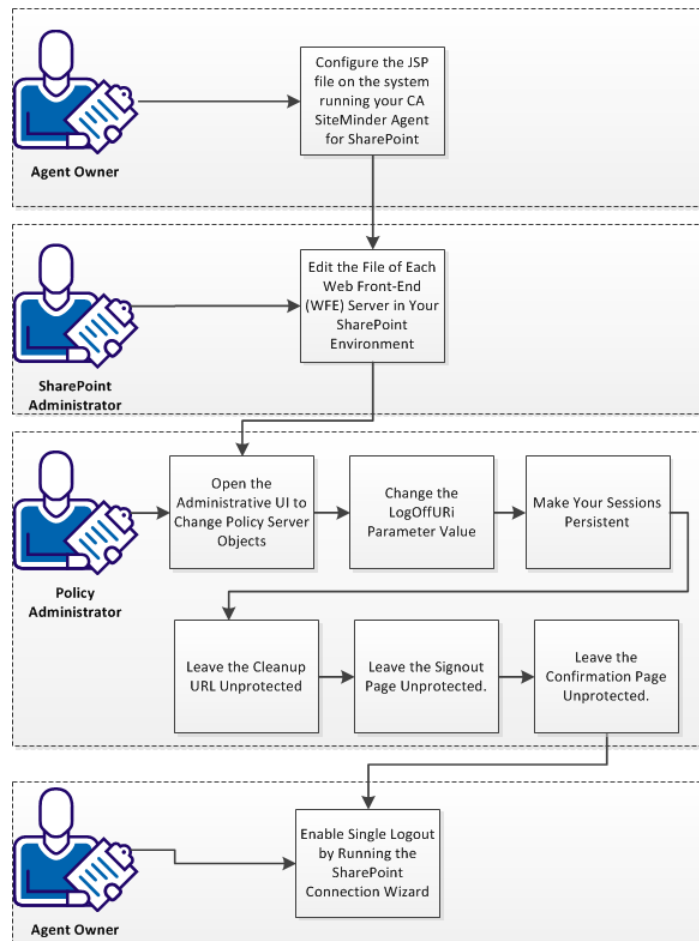 Configure the JSP
file on the system
running your CA
SiteMinder Agent
for SharePoint
Agent Owner
Edit the File of Each
Web Front-End
(WFE) Server in Your
SharePoint
Environment
SharePoint
Administrator
Open the
Administrative UI to
Change Policy Server
Objects
Change the
LogOffURi
Parameter Value
Make Your Sessions
Persistent
Policy
Administrator
Leave the Cleanup
URL Unprotected
Leave the Signout
Page Unprotected.
Leave the
Confirmation Page
Unprotected.
Enable Single Logout
by Running the
SharePoint
Connection Wizard
Agent Owner